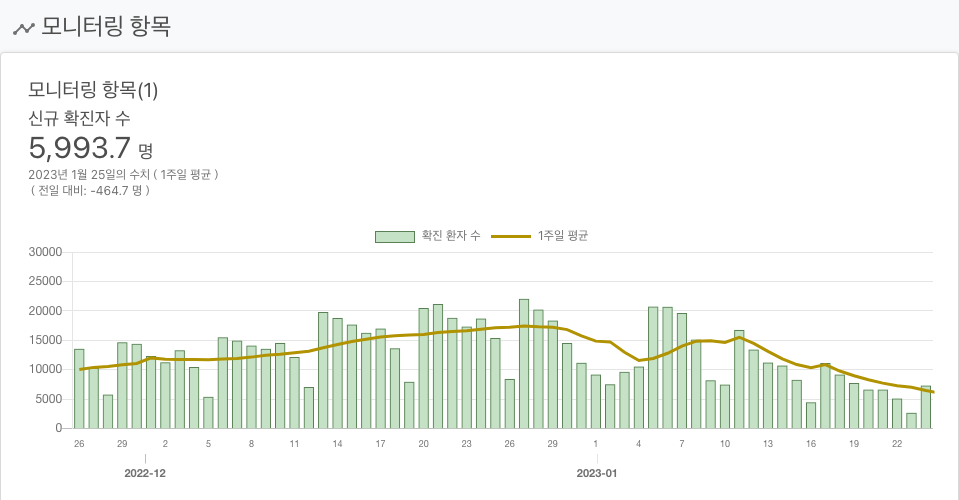 모니터링 항목
모니터링 항목(1)
신규 확진자 수
5,993.7 명
2023년 1월 25일의 수치 ( 1주일 평균 )
( 전일 대비: -464.7 명 )
확진 환자 수 1주일 평균
30000
25000
20000
15000
10000
5000
0
26 29 2 5 8 11 14 17 20 23 26 29 1 4 7 10 13 16 19 22
2022-12 2023-01